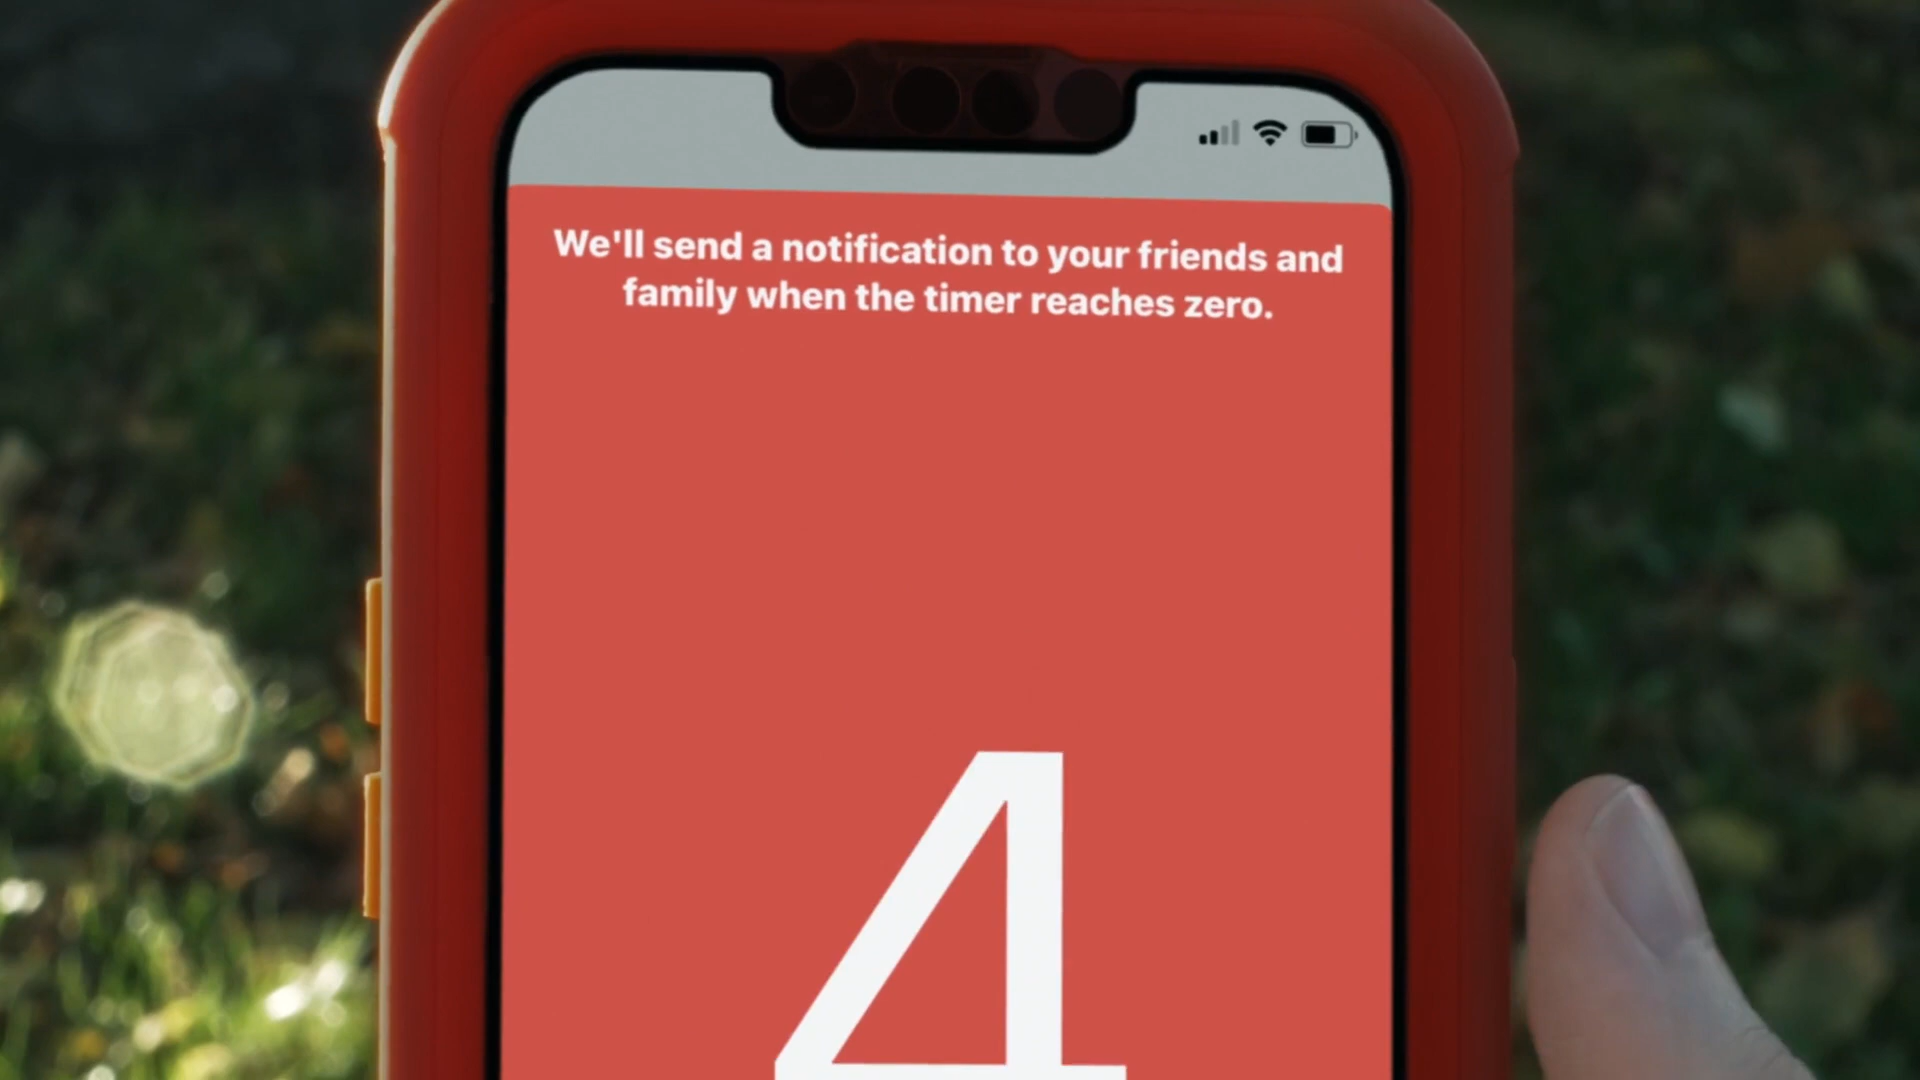 We'll send a notification to your friends and
family when the timer reaches zero.
4